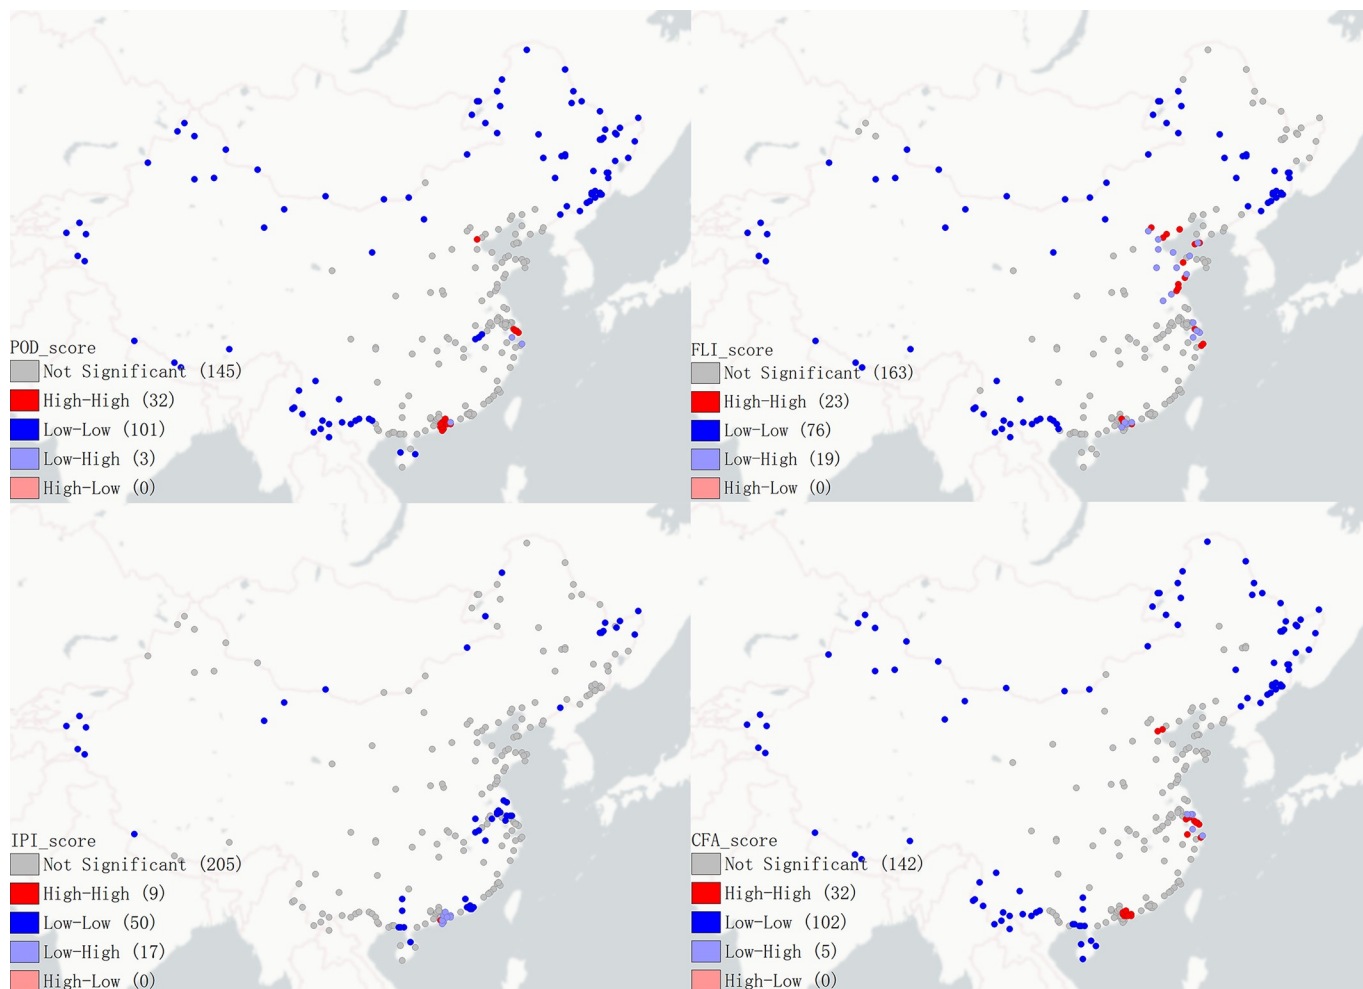 POD_score
Not Significant (145)
High-High (32)
Low-Low (101)
Low-High (3)
High-Low (0)
FLI_score
Not Significant (163)
High-High (23)
Low-Low (76)
Low-High (19)
High-Low (0)
IPI_score
Not Significant (205)
High-High (9)
Low-Low (50)
Low-High (17)
High-Low (0)
CFA_score
Not Significant (142)
High-High (32)
Low-Low (102)
Low-High (5)
High-Low (0)